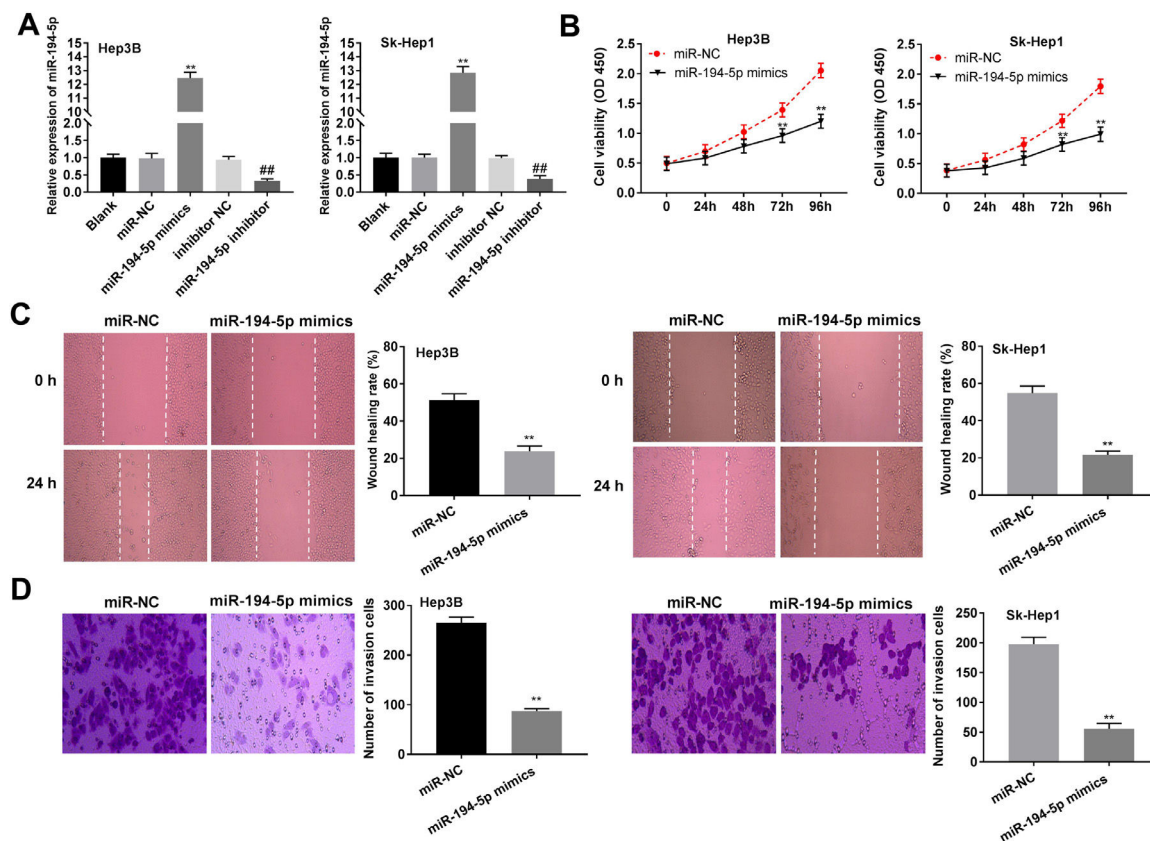 A
Relative expression of miR-194-5p
Hep3B
15
14
13
12
11
10
2.0
1.5
1.0
0.5
0.0
**
##
Blank
miR-NC
miR-194-5p mimics
inhibitor NC
miR-194-5p inhibitor
Relative expression of miR-194-5p
Sk-Hep1
15
14
13
12
11
10
2.0
1.5
1.0
0.5
0.0
**
##
Blank
miR-NC
miR-194-5p mimics
inhibitor NC
miR-194-5p inhibitor
B
Cell viability (OD 450)
Hep3B
miR-NC
miR-194-5p mimics
2.5
2.0
1.5
1.0
0.5
0.0
**
**
0 24h 48h 72h 96h
Cell viability (OD 450)
Sk-Hep1
miR-NC
miR-194-5p mimics
2.5
2.0
1.5
1.0
0.5
0.0
**
**
0 24h 48h 72h 96h
C
miR-NC miR-194-5p mimics
0 h
24 h
Wound healing rate (%)
Hep3B
80
60
40
20
0
**
miR-NC
miR-194-5p mimics
miR-NC miR-194-5p mimics
0 h
24 h
Wound healing rate (%)
Sk-Hep1
80
60
40
20
0
**
miR-NC
miR-194-5p mimics
D
miR-NC miR-194-5p mimics
Number of invasion cells
Hep3B
300
200
100
0
**
miR-NC
miR-194-5p mimics
miR-NC miR-194-5p mimics
Number of invasion cells
Sk-Hep1
250
200
150
100
50
0
**
miR-NC
miR-194-5p mimics